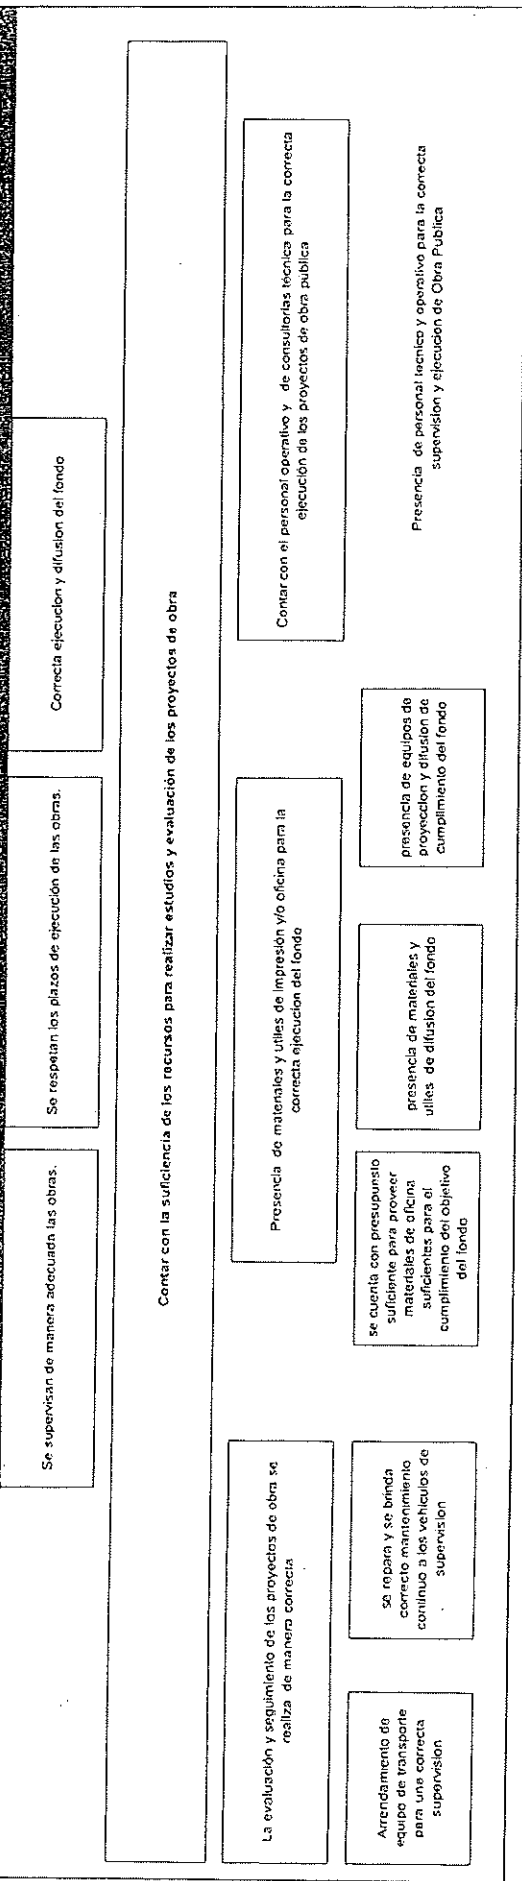 Se supervisan de manera adecuada las obras.
Se respetan los plazos de ejecución de las obras.
Correcta ejecucion y difusion del fondo
Contar con la suficiencia de los recursos para realizar estudios y evaluación de los proyectos de obra
La evaluación y seguimiento de los proyectos de obra se
realiza de manera correcta
Presencia de materiales y utiles de impresión y/o oficina para la
correcta ejecucion del fondo
Contar con el personal operativo y de consultorias técnica para la correcta
ejecución de los proyectos de obra pública
Arrendamiento de
equipo de transporte
para una correcta
supervision
se repara y se brinda
correcto mantenimiento
continuo a los vehiculos de
supervision
se cuenta con presupuesto
suficiente para proveer
materiales de oficina
suficientes para el
cumplimiento del objetivo
del fondo
presencia de materiales y
utiles de difusion del fondo
presencia de equipos de
proyeccion y difusion de
cumplimiento del fondo
Presencia de personal tecnico y operativo para la correcta
supervision y ejecucion de Obra Publica